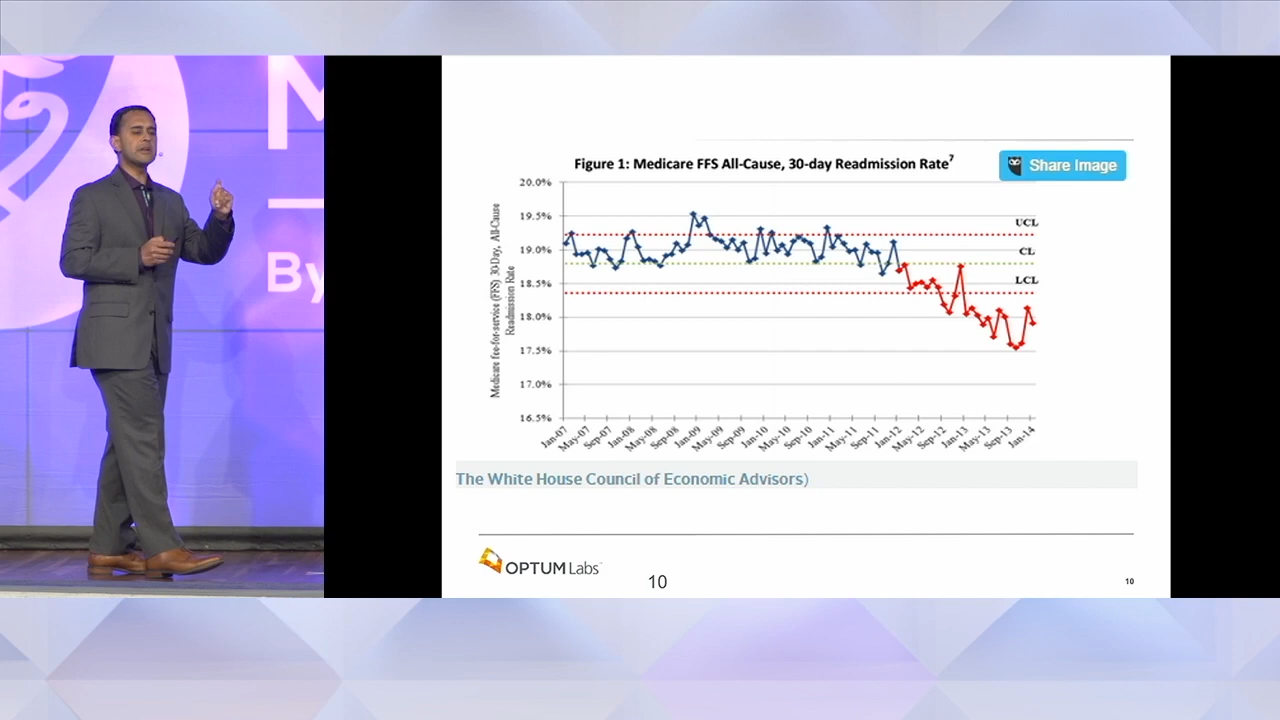 M
By
Figure 1: Medicare FFS All-Cause, 30-day Readmission Rate7
Share Image
Medicare fee-for-service (FFS) 30-Day, All-Cause
Readmission Rate
20.0%
19.5%
19.0%
18.5%
18.0%
17.5%
17.0%
16.5%
UCL
CL
LCL
Jan-07
May-07
Sep-07
Jan-08
May-08
Sep-08
Jan-09
May-09
Sep-09
Jan-10
May-10
Sep-10
Jan-11
May-11
Sep-11
Jan-12
May-12
Sep-12
Jan-13
May-13
Sep-13
Jan-14
The White House Council of Economic Advisors)
OPTUMLabs
10
10